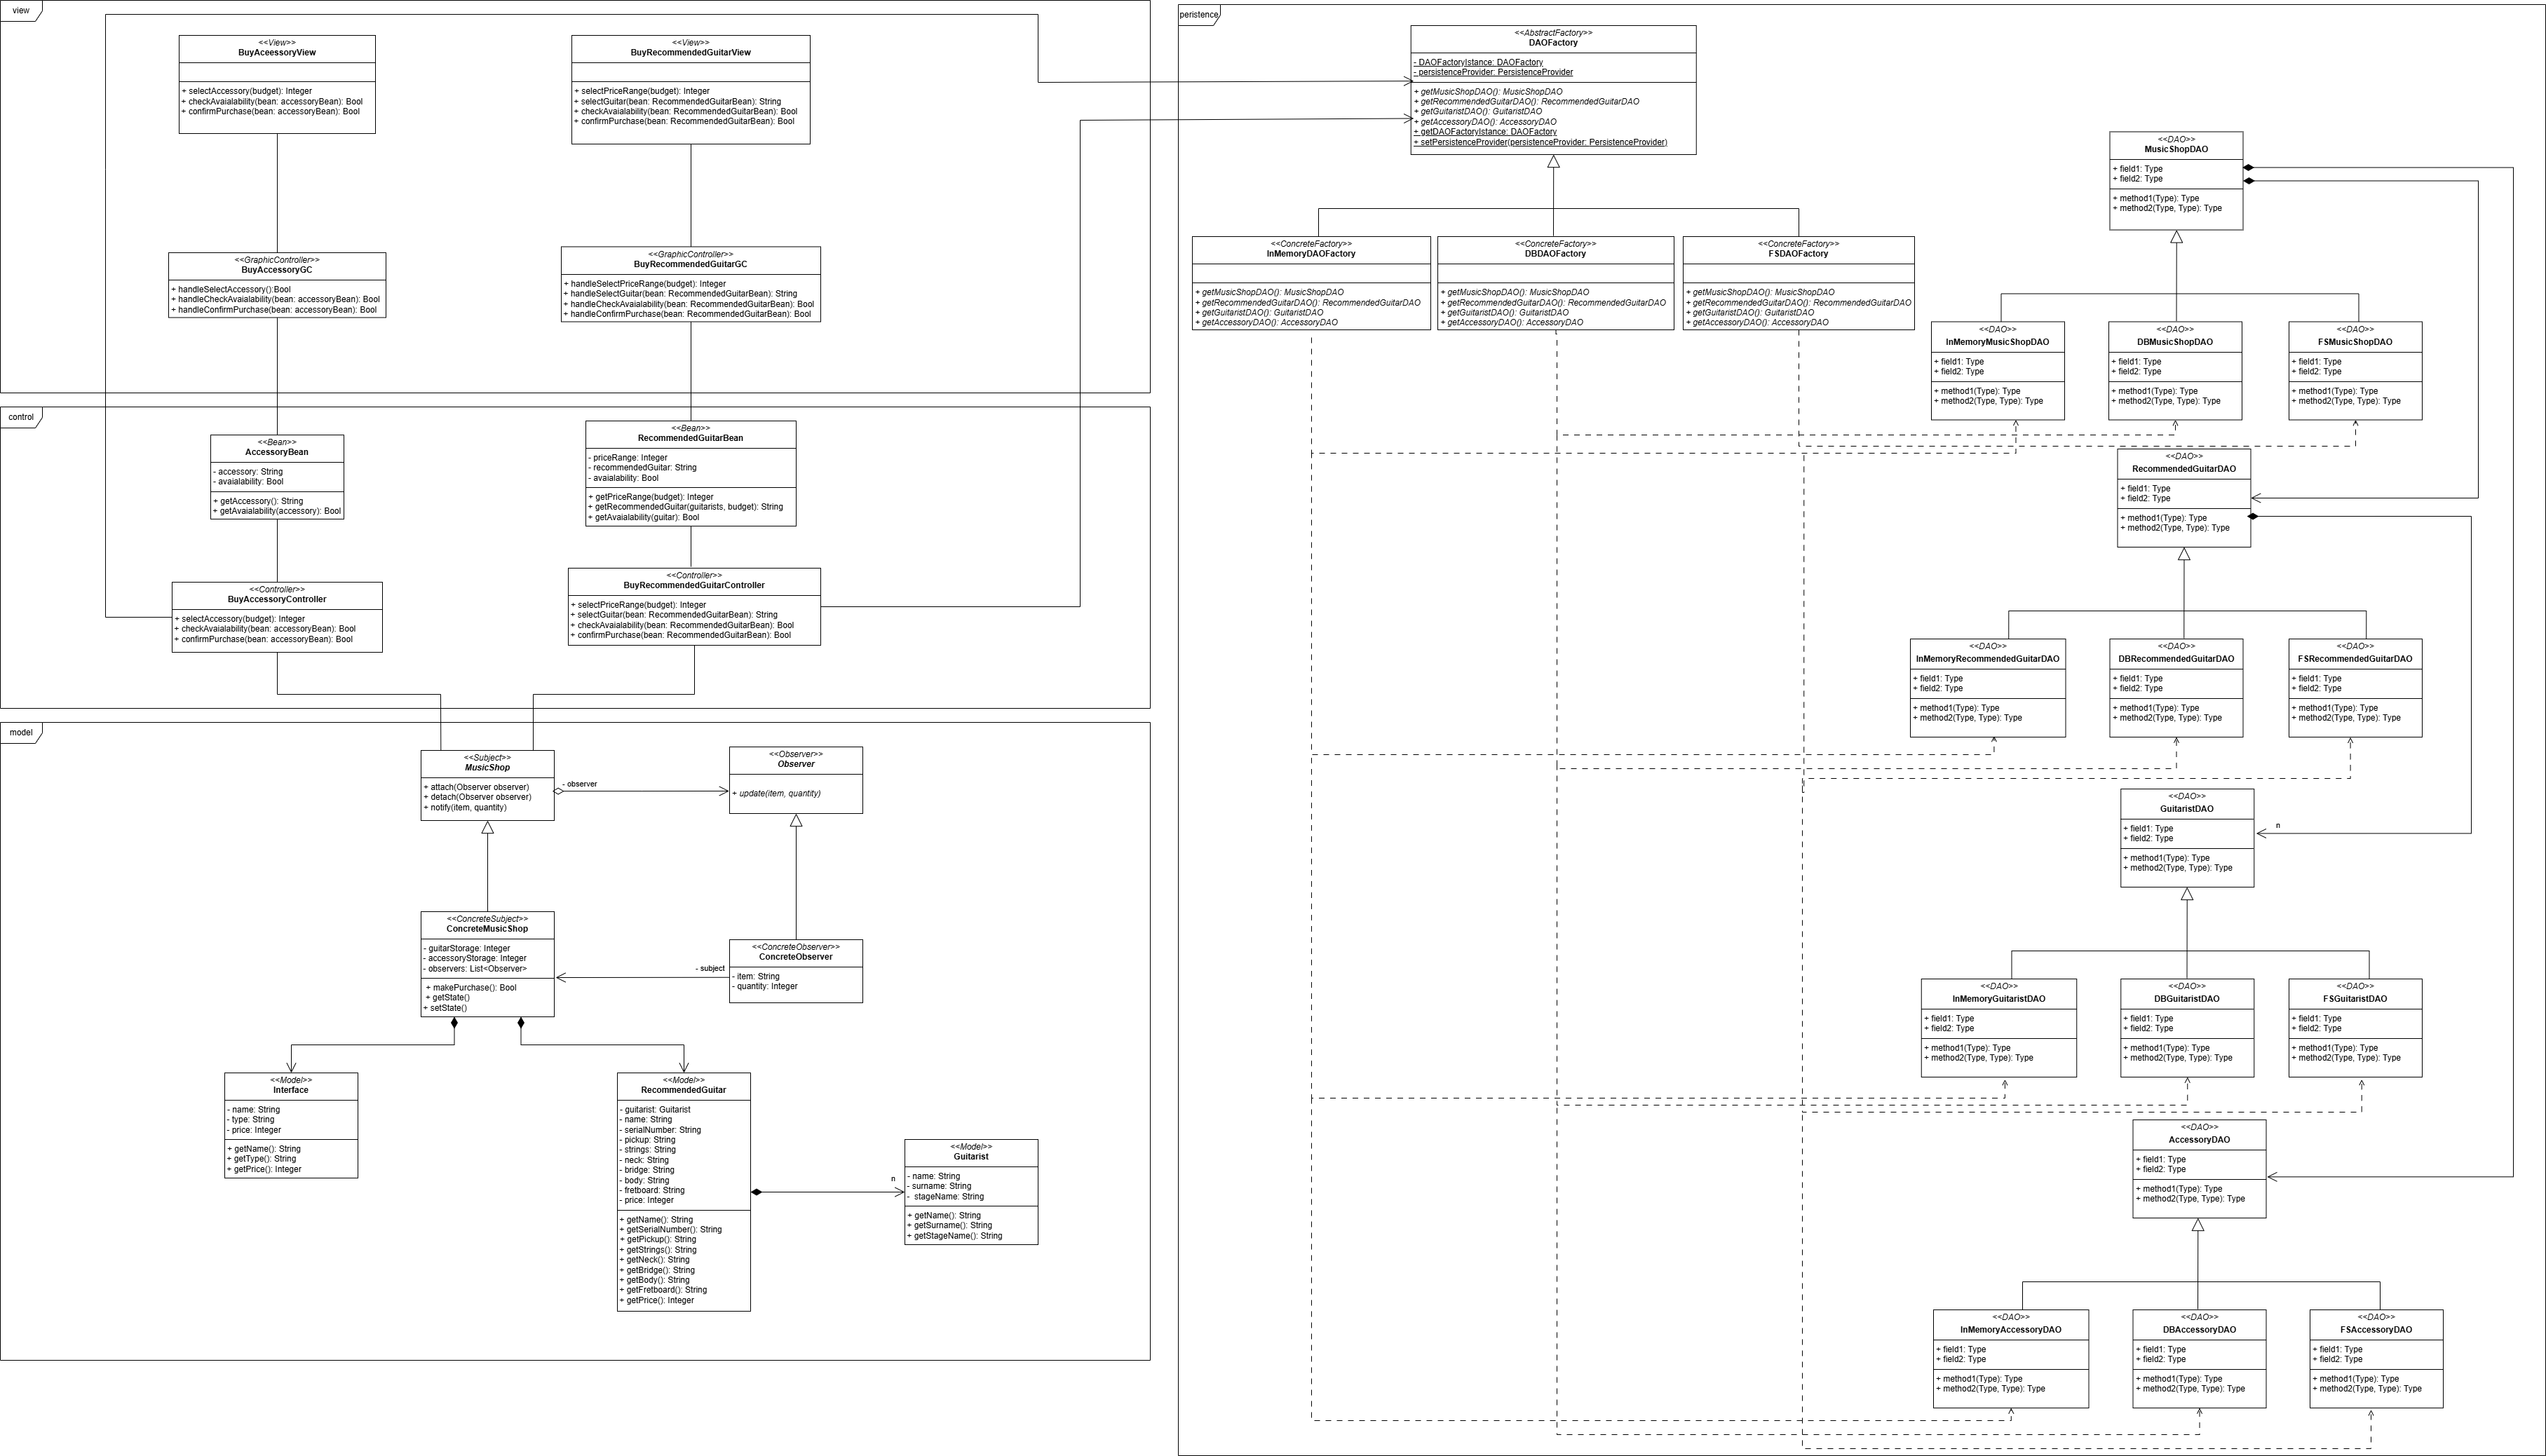 view
<<View>>
BuyAceessoryView
+ selectAccessory(budget): Integer
+ checkAvaialability(bean: accessoryBean): Bool
+ confirmPurchase(bean: accessoryBean): Bool
<<View>>
BuyRecommendedGuitarView
+ selectPriceRange(budget): Integer
+ selectGuitar(bean: RecommendedGuitarBean): String
+ checkAvaialability(bean: RecommendedGuitarBean): Bool
+ confirmPurchase(bean: RecommendedGuitarBean): Bool
<<GraphicController>>
BuyAccessoryGC
+ handleSelectAccessory():Bool
+ handleCheckAvaialability(bean: accessoryBean): Bool
+ handleConfirmPurchase(bean: accessoryBean): Bool
<<GraphicController>>
BuyRecommendedGuitarGC
+ handleSelectPriceRange(budget): Integer
+ handleSelectGuitar(bean: RecommendedGuitarBean): String
+ handleCheckAvaialability(bean: RecommendedGuitarBean): Bool
+ handleConfirmPurchase(bean: RecommendedGuitarBean): Bool
control
<<Bean>>
AccessoryBean
- accessory: String
- avaialability: Bool
+ getAccessory(): String
+ getAvaialability(accessory): Bool
<<Bean>>
RecommendedGuitarBean
- priceRange: Integer
- recommendedGuitar: String
- avaialability: Bool
+ getPriceRange(budget): Integer
+ getRecommendedGuitar(guitarists, budget): String
+ getAvaialability(guitar): Bool
<<Controller>>
BuyAccessoryController
+ selectAccessory(budget): Integer
+ checkAvaialability(bean: accessoryBean): Bool
+ confirmPurchase(bean: accessoryBean): Bool
<<Controller>>
BuyRecommendedGuitarController
+ selectPriceRange(budget): Integer
+ selectGuitar(bean: RecommendedGuitarBean): String
+ checkAvaialability(bean: RecommendedGuitarBean): Bool
+ confirmPurchase(bean: RecommendedGuitarBean): Bool
model
<<Subject>>
MusicShop
+ attach(Observer observer)
+ detach(Observer observer)
+ notify(item, quantity)
- observer
<<Observer>>
Observer
+ update(item, quantity)
<<ConcreteSubject>>
ConcreteMusicShop
- guitarStorage: Integer
- accessoryStorage: Integer
- observers: List<Observer>
+ makePurchase(): Bool
+ getState()
+ setState()
- subject
<<ConcreteObserver>>
ConcreteObserver
- item: String
- quantity: Integer
<<Model>>
Interface
- name: String
- type: String
- price: Integer
+ getName(): String
+ getType(): String
+ getPrice(): Integer
<<Model>>
RecommendedGuitar
- guitarist: Guitarist
- name: String
- serialNumber: String
- pickup: String
- strings: String
- neck: String
- bridge: String
- body: String
- fretboard: String
- price: Integer
+ getName(): String
+ getSerialNumber(): String
+ getPickup(): String
+ getStrings(): String
+ getNeck(): String
+ getBridge(): String
+ getBody(): String
+ getFretboard(): String
+ getPrice(): Integer
n
<<Model>>
Guitarist
- name: String
- surname: String
- stageName: String
+ getName(): String
+ getSurname(): String
+ getStageName(): String
peristence
<<AbstractFactory>>
DAOFactory
- DAOFactoryIstance: DAOFactory
- persistenceProvider: PersistenceProvider
+ getMusicShopDAO(): MusicShopDAO
+ getRecommendedGuitarDAO(): RecommendedGuitarDAO
+ getGuitaristDAO(): GuitaristDAO
+ getAccessoryDAO(): AccessoryDAO
+ getDAOFactoryIstance: DAOFactory
+ setPersistenceProvider(persistenceProvider: PersistenceProvider)
<<ConcreteFactory>>
InMemoryDAOFactory
+ getMusicShopDAO(): MusicShopDAO
+ getRecommendedGuitarDAO(): RecommendedGuitarDAO
+ getGuitaristDAO(): GuitaristDAO
+ getAccessoryDAO(): AccessoryDAO
<<ConcreteFactory>>
DBDAOFactory
+ getMusicShopDAO(): MusicShopDAO
+ getRecommendedGuitarDAO(): RecommendedGuitarDAO
+ getGuitaristDAO(): GuitaristDAO
+ getAccessoryDAO(): AccessoryDAO
<<ConcreteFactory>>
FSDAOFactory
+ getMusicShopDAO(): MusicShopDAO
+ getRecommendedGuitarDAO(): RecommendedGuitarDAO
+ getGuitaristDAO(): GuitaristDAO
+ getAccessoryDAO(): AccessoryDAO
<<DAO>>
MusicShopDAO
+ field1: Type
+ field2: Type
+ method1(Type): Type
+ method2(Type, Type): Type
<<DAO>>
InMemoryMusicShopDAO
+ field1: Type
+ field2: Type
+ method1(Type): Type
+ method2(Type, Type): Type
<<DAO>>
DBMusicShopDAO
+ field1: Type
+ field2: Type
+ method1(Type): Type
+ method2(Type, Type): Type
<<DAO>>
FSMusicShopDAO
+ field1: Type
+ field2: Type
+ method1(Type): Type
+ method2(Type, Type): Type
<<DAO>>
RecommendedGuitarDAO
+ field1: Type
+ field2: Type
+ method1(Type): Type
+ method2(Type, Type): Type
<<DAO>>
InMemoryRecommendedGuitarDAO
+ field1: Type
+ field2: Type
+ method1(Type): Type
+ method2(Type, Type): Type
<<DAO>>
DBRecommendedGuitarDAO
+ field1: Type
+ field2: Type
+ method1(Type): Type
+ method2(Type, Type): Type
<<DAO>>
FSRecommendedGuitarDAO
+ field1: Type
+ field2: Type
+ method1(Type): Type
+ method2(Type, Type): Type
<<DAO>>
GuitaristDAO
+ field1: Type
+ field2: Type
+ method1(Type): Type
+ method2(Type, Type): Type
n
<<DAO>>
InMemoryGuitaristDAO
+ field1: Type
+ field2: Type
+ method1(Type): Type
+ method2(Type, Type): Type
<<DAO>>
DBGuitaristDAO
+ field1: Type
+ field2: Type
+ method1(Type): Type
+ method2(Type, Type): Type
<<DAO>>
FSGuitaristDAO
+ field1: Type
+ field2: Type
+ method1(Type): Type
+ method2(Type, Type): Type
<<DAO>>
AccessoryDAO
+ field1: Type
+ field2: Type
+ method1(Type): Type
+ method2(Type, Type): Type
<<DAO>>
InMemoryAccessoryDAO
+ field1: Type
+ field2: Type
+ method1(Type): Type
+ method2(Type, Type): Type
<<DAO>>
DBAccessoryDAO
+ field1: Type
+ field2: Type
+ method1(Type): Type
+ method2(Type, Type): Type
<<DAO>>
FSAccessoryDAO
+ field1: Type
+ field2: Type
+ method1(Type): Type
+ method2(Type, Type): Type